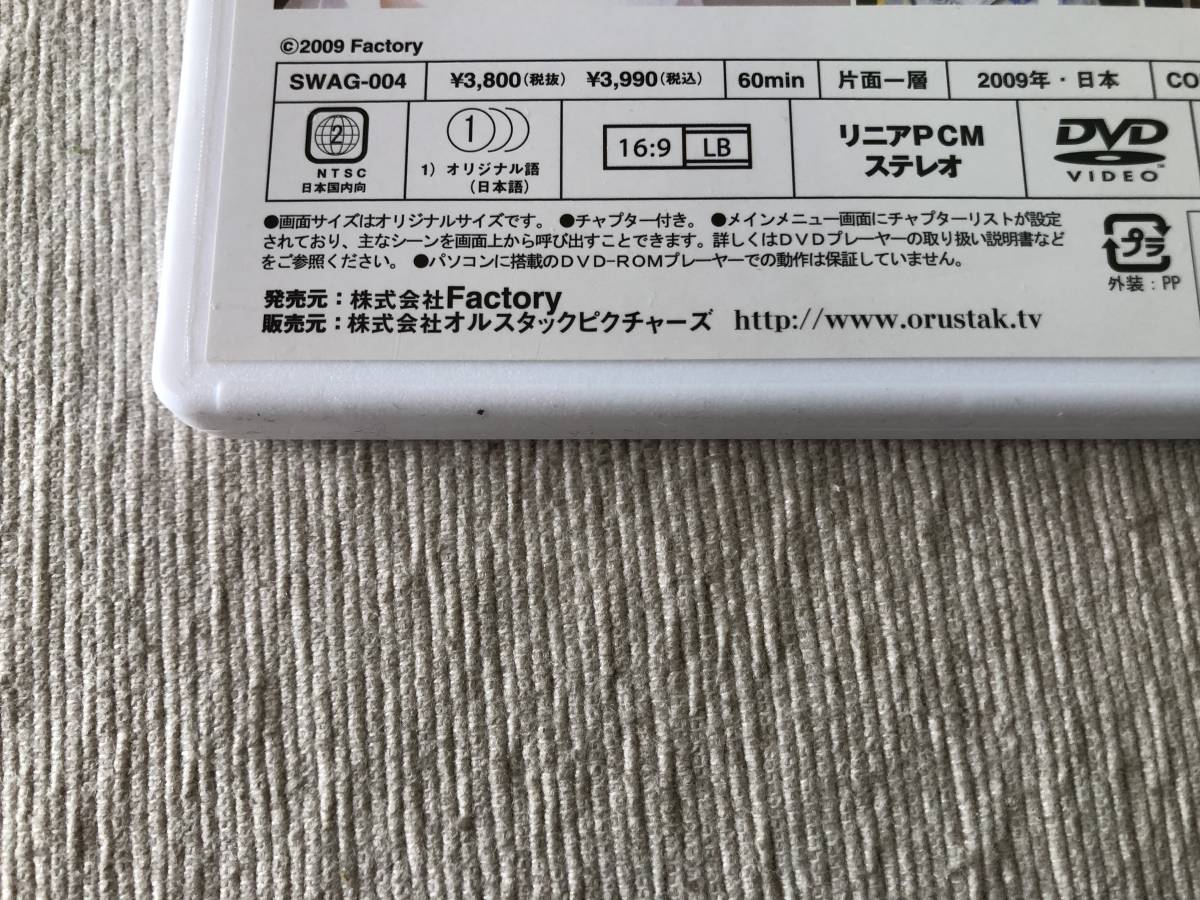 ©2009 Factory
SWAG-004 ¥3,800(税抜) ¥3,990(税込) 60min 片面一層 2009年・日本 CO
2
NTSC
日本国内向
1
1) オリジナル語
(日本語)
16:9 LB
リニアPCM
ステレオ
DVD
VIDEO
TM
●画面サイズはオリジナルサイズです。 ●チャプター付き。 ●メインメニュー画面にチャプターリストが設定
されており、主なシーンを画面上から呼び出すことできます。詳しくはDVDプレーヤーの取り扱い説明書など
をご参照ください。 ●パソコンに搭載のDVD-ROMプレーヤーでの動作は保証していません。
プラ
外装:PP
発売元:株式会社Factory
販売元:株式会社オルスタックピクチャーズ http://www.orustak.tv